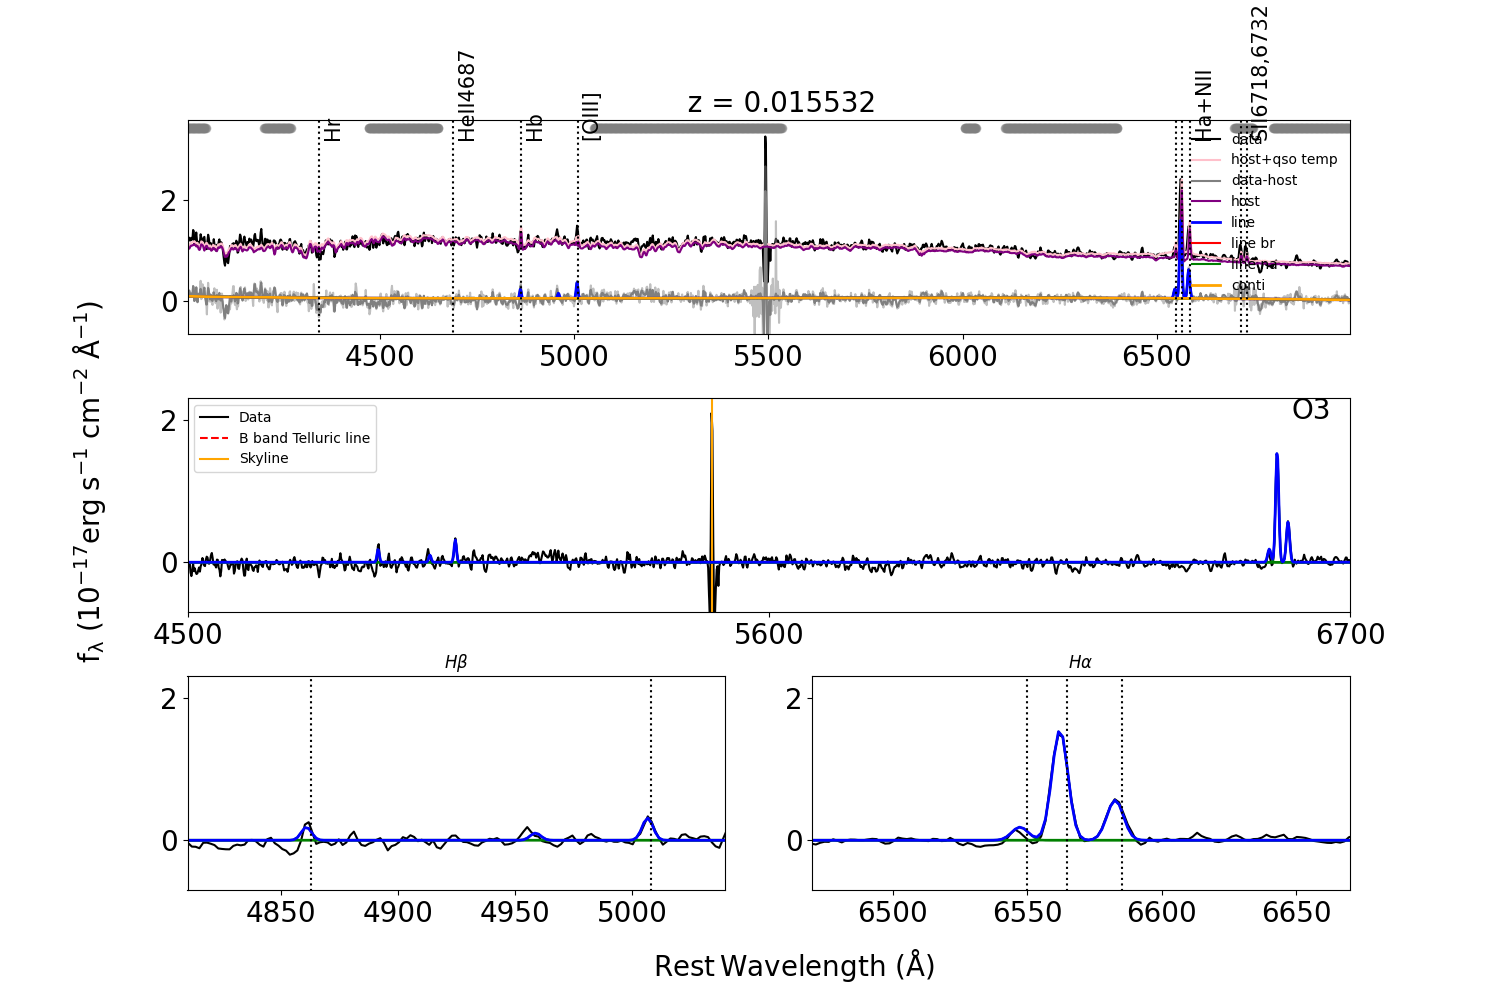 z = 0.015532
Hr
HeII4687
Hb
[OIII]
Ha+NII
SII6718,6732
data
host+qso temp
data-host
host
line
line br
line na
conti
2
0
4500 5000 5500 6000 6500
Data
B band Telluric line
Skyline
O3
2
0
4500 5600 6700
Hβ
2
0
4850 4900 4950 5000
Hα
2
0
6500 6550 6600 6650
fλ (10⁻¹⁷erg s⁻¹ cm⁻² Å⁻¹)
Rest Wavelength (Å)